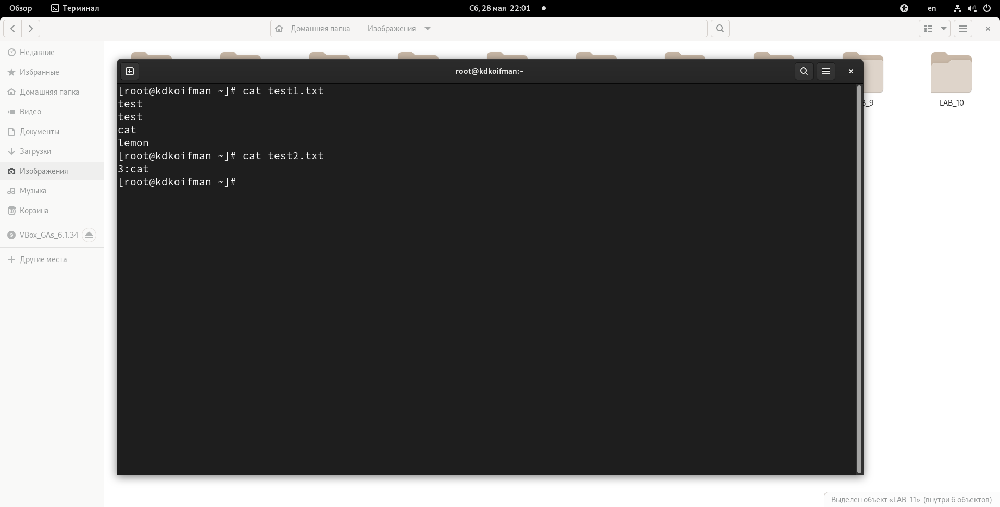 Обзор
Терминал
Сб, 28 мая 22:01
en
Домашняя папка
Изображения
Недавние
Избранные
Домашняя папка
Видео
Документы
Загрузки
Изображения
Музыка
Корзина
VBox_GAs_6.1.34
Другие места
root@kdkoifman:~
[root@kdkoifman ~]# cat test1.txt
test
test
cat
lemon
[root@kdkoifman ~]# cat test2.txt
3:cat
[root@kdkoifman ~]#
LAB_10
Выделен объект «LAB_11» (внутри 6 объектов)